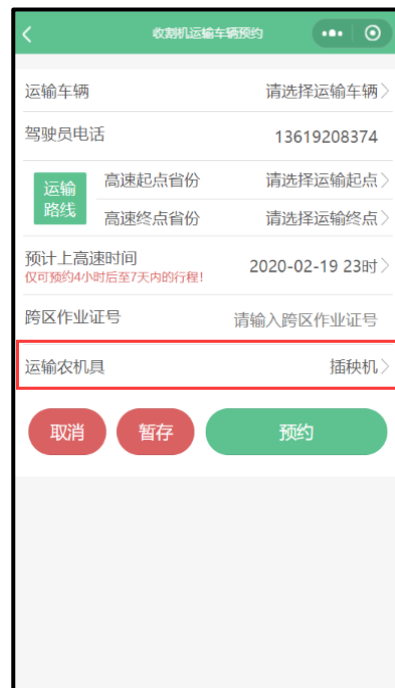 收割机运输车辆预约
运输车辆 请选择运输车辆
驾驶员电话 13619208374
运输路线
高速起点省份 请选择运输起点
高速终点省份 请选择运输终点
预计上高速时间 2020-02-19 23时
仅可预约4小时后至7天内的行程!
跨区作业证号 请输入跨区作业证号
运输农机具 插秧机
取消 暂存 预约